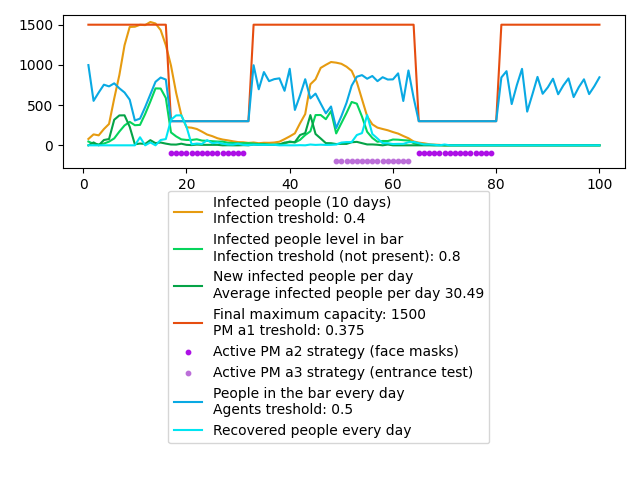 1500
1000
500
0
0
20
40
60
80
100
Infected people (10 days)
Infection treshold: 0.4
Infected people level in bar
Infection treshold (not present): 0.8
New infected people per day
Average infected people per day 30.49
Final maximum capacity: 1500
PM a1 treshold: 0.375
Active PM a2 strategy (face masks)
Active PM a3 strategy (entrance test)
People in the bar every day
Agents treshold: 0.5
Recovered people every day